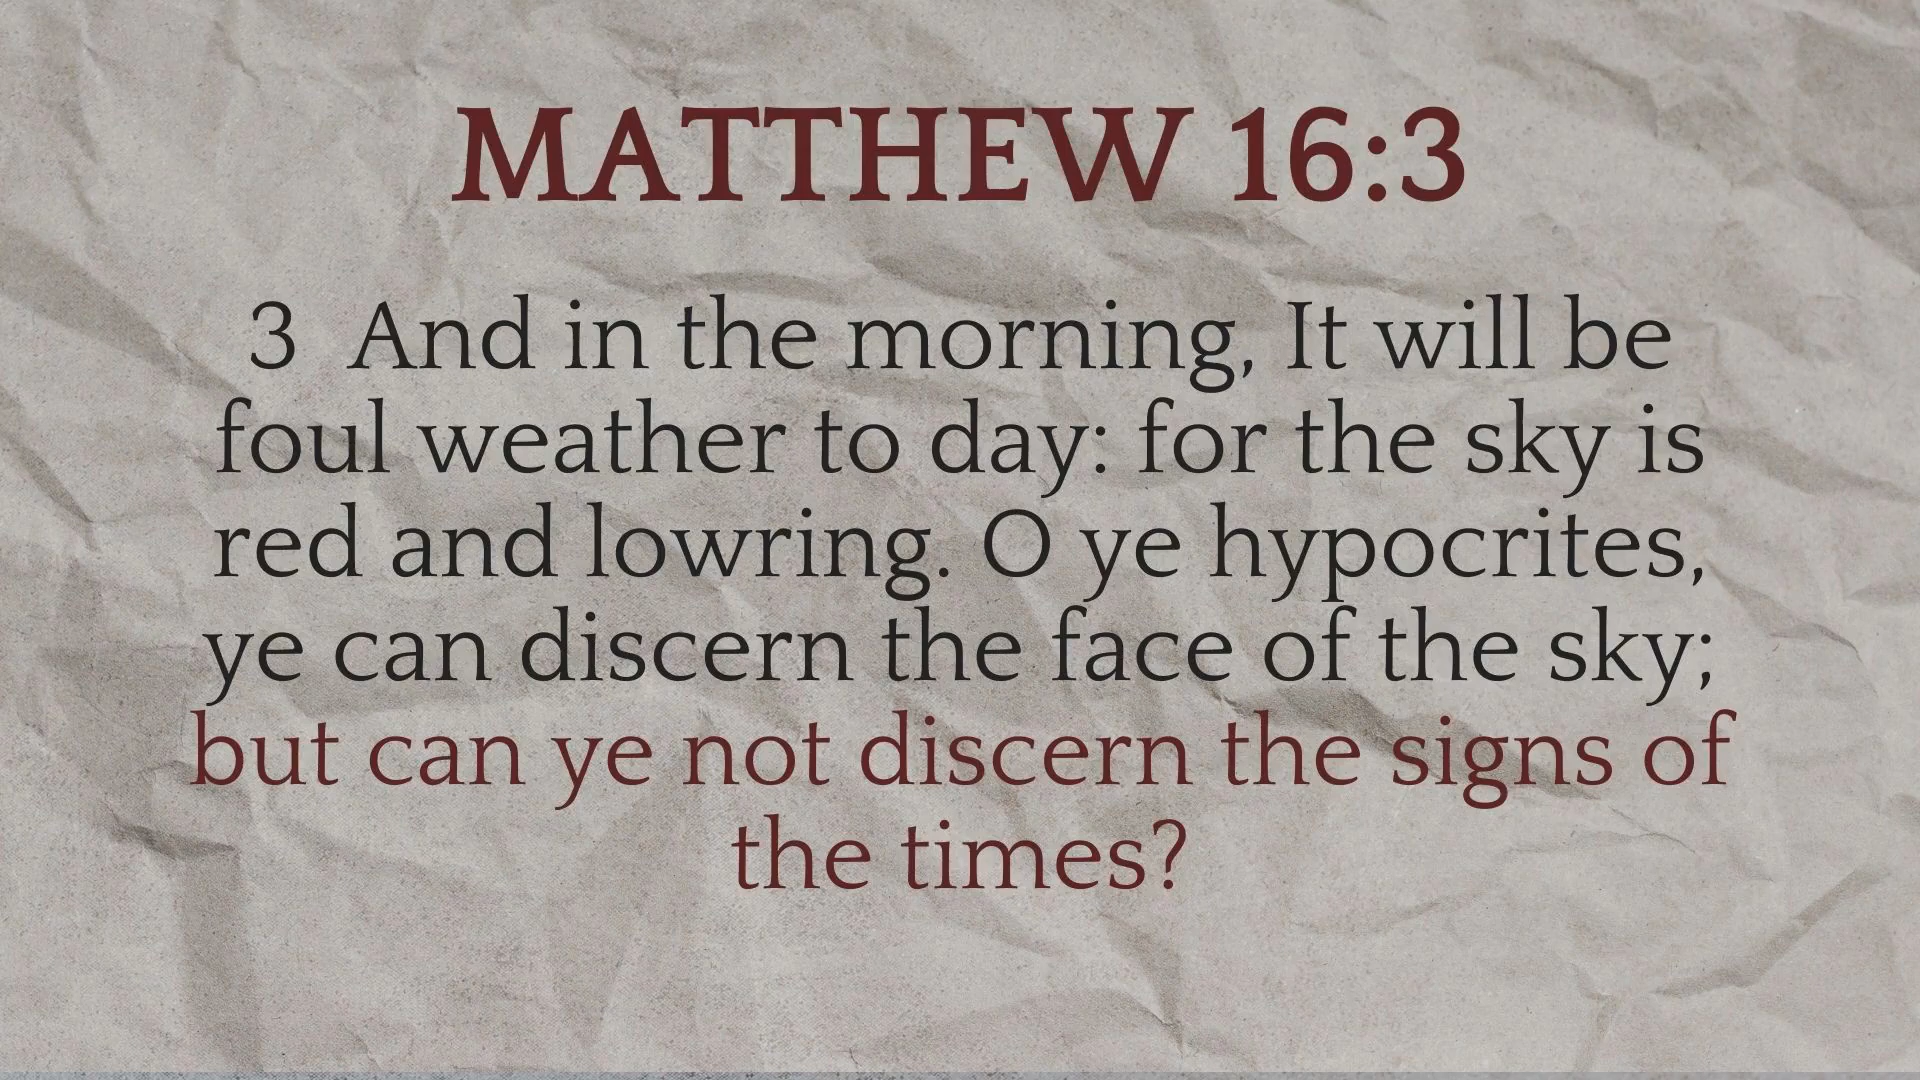 MATTHEW 16:3
3 And in the morning, It will be
foul weather to day: for the sky is
red and lowring. O ye hypocrites,
ye can discern the face of the sky;
but can ye not discern the signs of
the times?